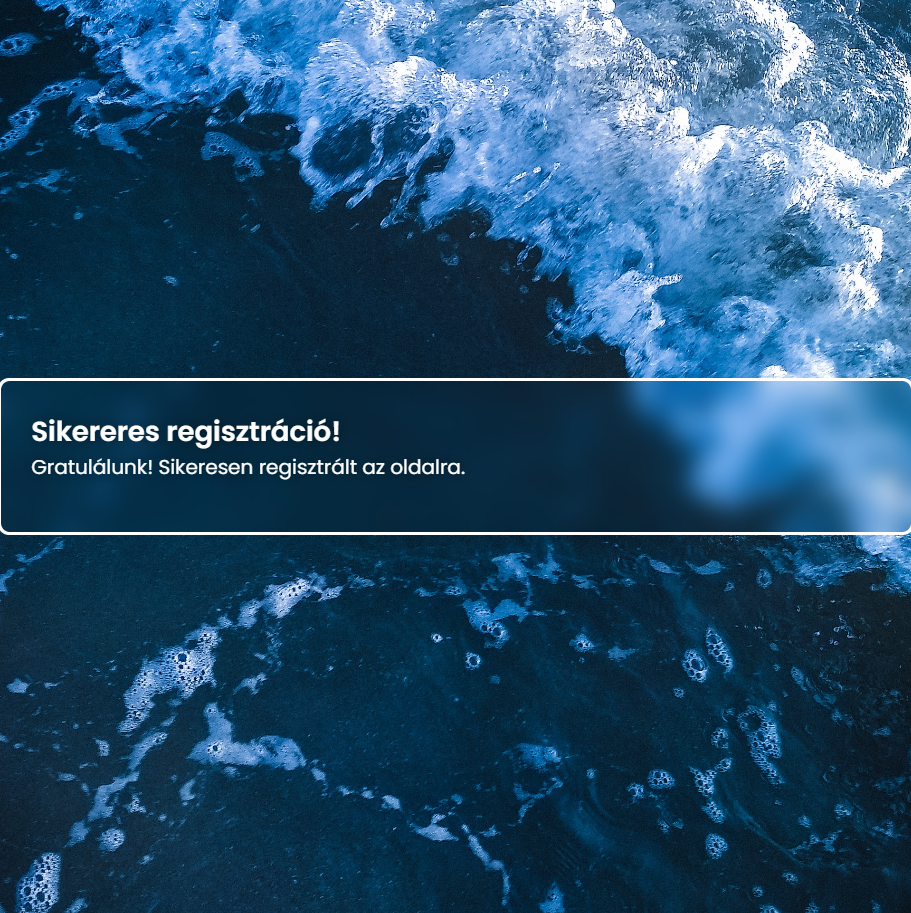 Sikereres regisztráció!
Gratulálunk! Sikeresen regisztrált az oldalra.